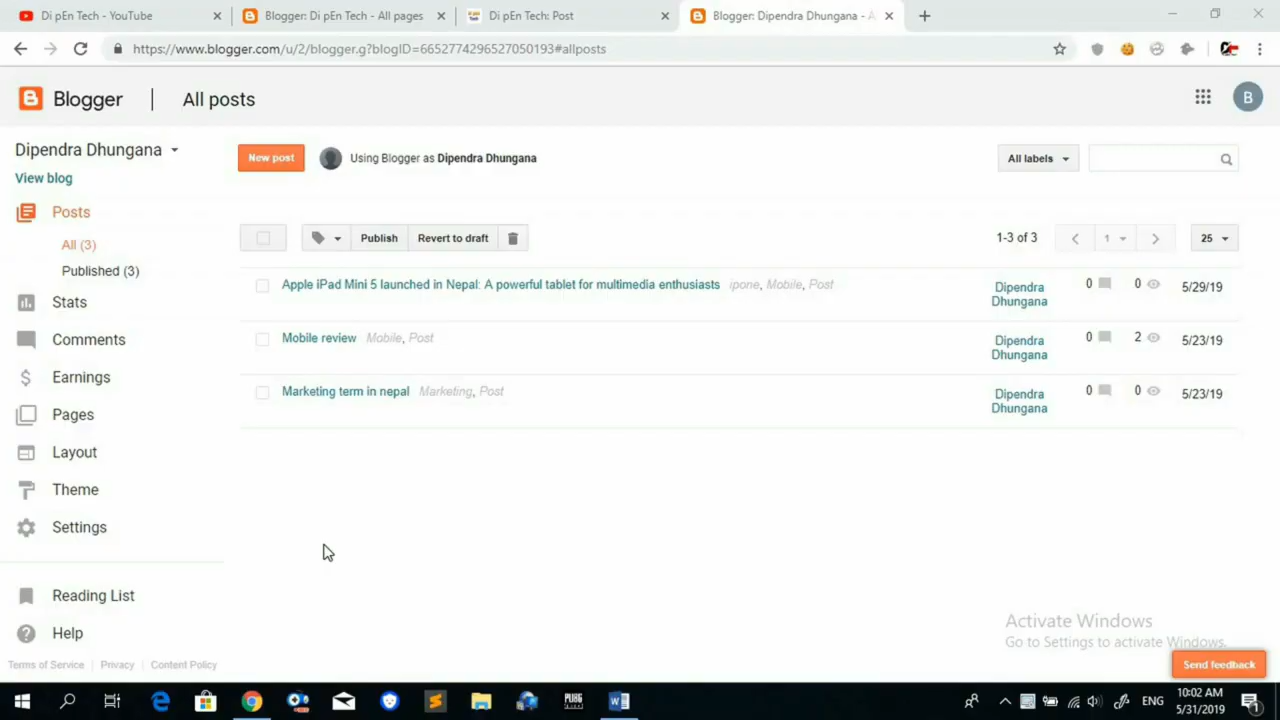 Di pEn Tech - YouTube
Blogger: Di pEn Tech - All pages
Di pEn Tech: Post
Blogger: Dipendra Dhungana - A
https://www.blogger.com/u/2/blogger.g?blogID=6652774296527050193#allposts
Blogger
All posts
B
Dipendra Dhungana
New post
Using Blogger as Dipendra Dhungana
All labels
View blog
Posts
All (3)
Published (3)
Stats
Comments
Earnings
Pages
Layout
Theme
Settings
Reading List
Help
Terms of Service
Privacy
Content Policy
Publish
Revert to draft
1-3 of 3
1
25
Apple iPad Mini 5 launched in Nepal: A powerful tablet for multimedia enthusiasts ipone, Mobile, Post
Dipendra
Dhungana
0
0
5/29/19
Mobile review Mobile, Post
Dipendra
Dhungana
0
2
5/23/19
Marketing term in nepal Marketing, Post
Dipendra
Dhungana
0
0
5/23/19
Activate Windows
Go to Settings to activate Windows.
Send feedback
ENG
10:02 AM
5/31/2019